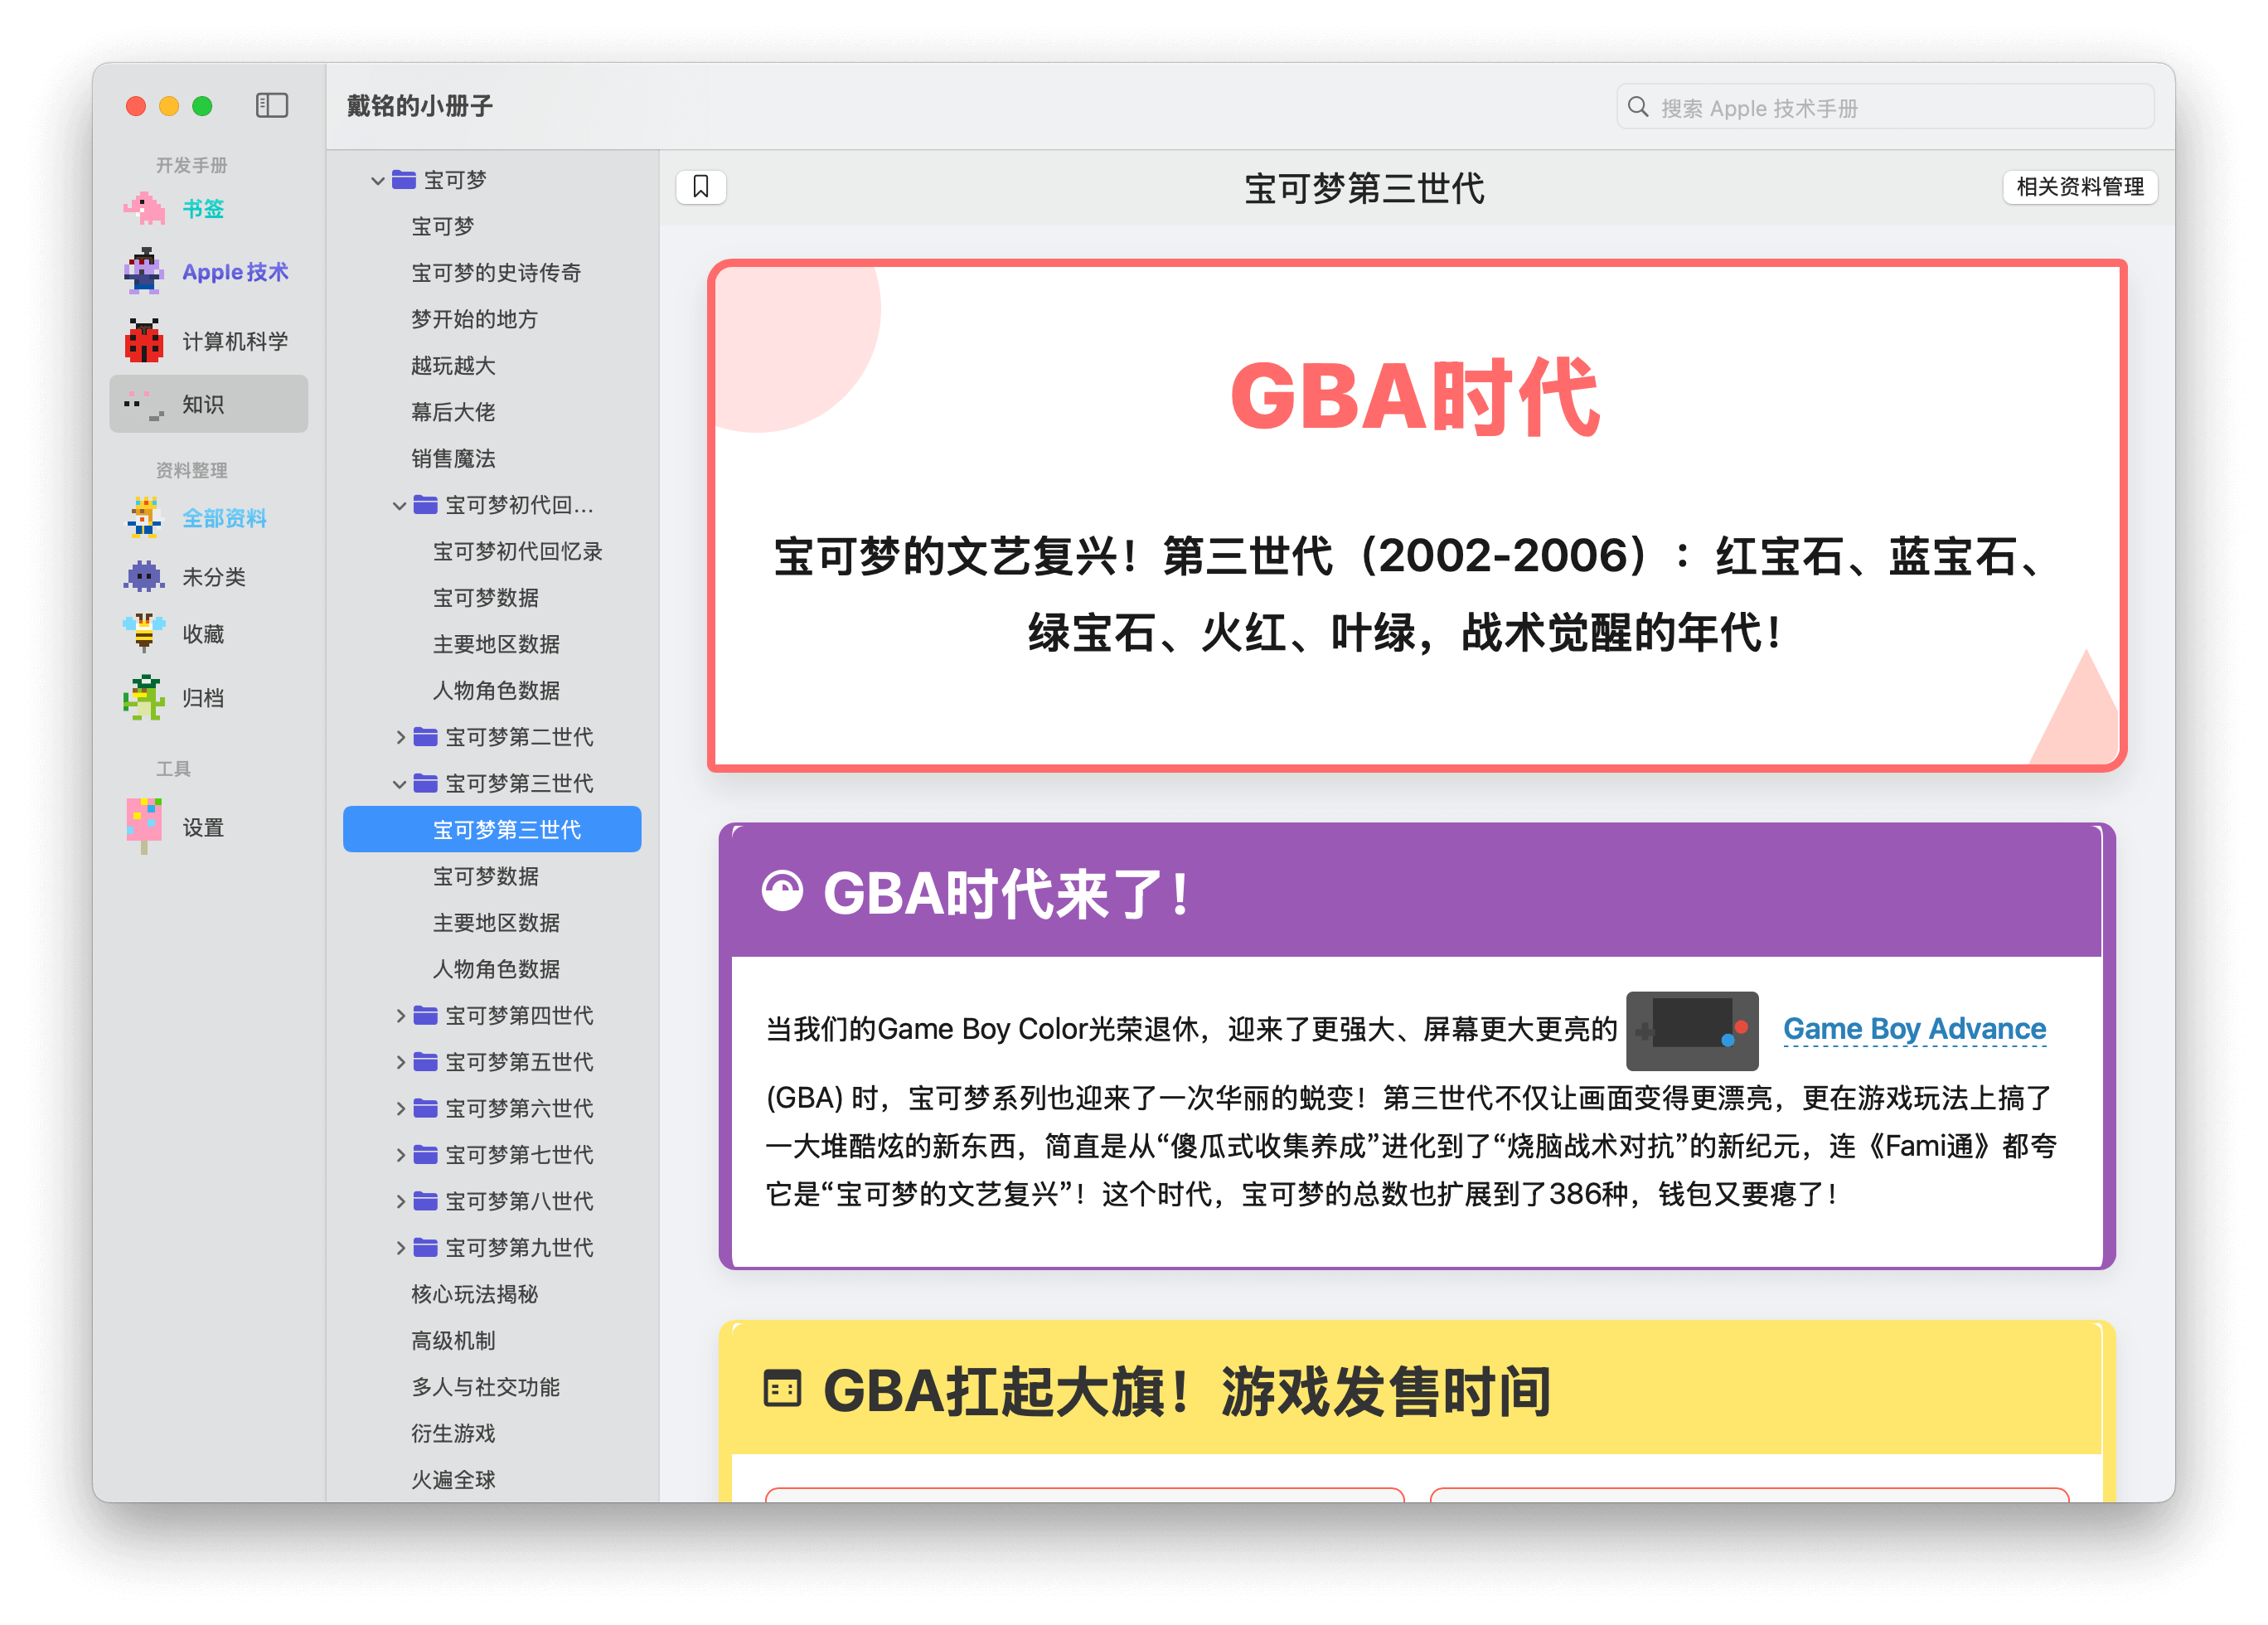 戴铭的小册子
搜索 Apple 技术手册
开发手册
书签
Apple技术
计算机科学
知识
资料整理
全部资料
未分类
收藏
归档
工具
设置
宝可梦
宝可梦
宝可梦的史诗传奇
梦开始的地方
越玩越大
幕后大佬
销售魔法
宝可梦初代回…
宝可梦初代回忆录
宝可梦数据
主要地区数据
人物角色数据
宝可梦第二世代
宝可梦第三世代
宝可梦第三世代
宝可梦数据
主要地区数据
人物角色数据
宝可梦第四世代
宝可梦第五世代
宝可梦第六世代
宝可梦第七世代
宝可梦第八世代
宝可梦第九世代
核心玩法揭秘
高级机制
多人与社交功能
衍生游戏
火遍全球
宝可梦第三世代
相关资料管理
GBA时代
宝可梦的文艺复兴！第三世代（2002-2006）：红宝石、蓝宝石、
绿宝石、火红、叶绿，战术觉醒的年代！
GBA时代来了！
当我们的Game Boy Color光荣退休，迎来了更强大、屏幕更大更亮的 Game Boy Advance
(GBA) 时，宝可梦系列也迎来了一次华丽的蜕变！第三世代不仅让画面变得更漂亮，更在游戏玩法上搞了
一大堆酷炫的新东西，简直是从“傻瓜式收集养成”进化到了“烧脑战术对抗”的新纪元，连《Fami通》都夸
它是“宝可梦的文艺复兴”！这个时代，宝可梦的总数也扩展到了386种，钱包又要瘪了！
GBA扛起大旗！游戏发售时间